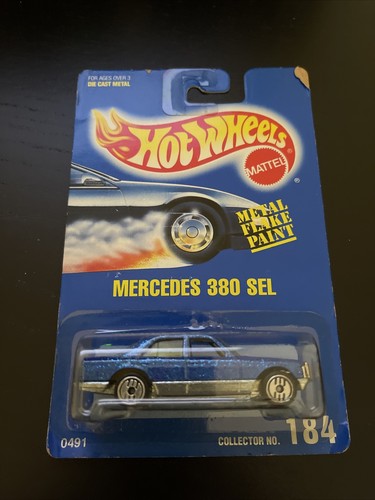 FOR AGES OVER 3
DIE CAST METAL
HOT WHEELS
MATTEL
®
METAL
FLAKE
PAINT
MERCEDES 380 SEL
0491
COLLECTOR NO. 184